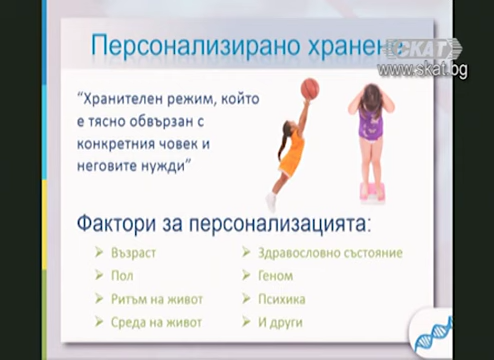 Персонализирано хранене
СКАТ
www.skat.bg
"Хранителен режим, който
е тясно обвързан с
конкретния човек и
неговите нужди"
Фактори за персонализацията:
Възраст
Здравословно състояние
Пол
Геном
Ритъм на живот
Психика
Среда на живот
И други